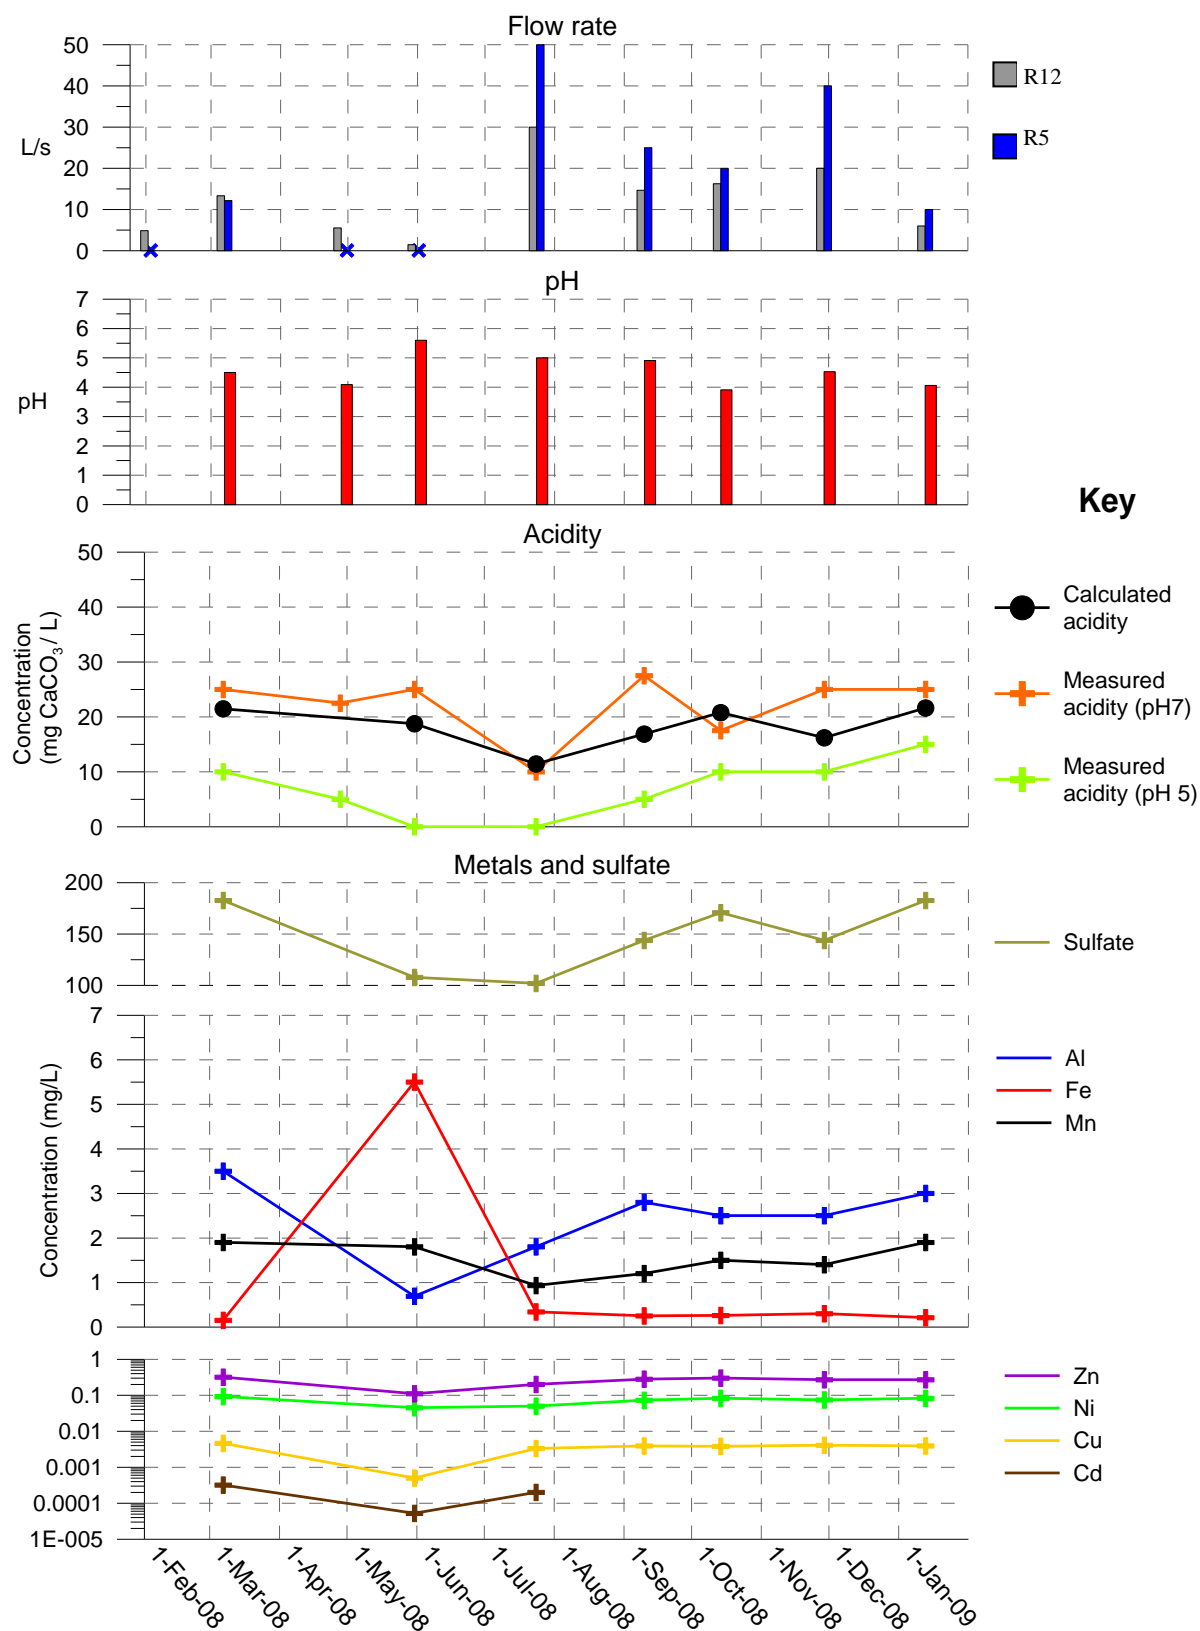 Flow rate
50
40
30
20
10
0
L/s
R12
R5
pH
7
6
5
4
3
2
1
0
pH
Key
Acidity
50
40
30
20
10
0
Concentration
(mg CaCO3 / L)
Calculated
acidity
Measured
acidity (pH7)
Measured
acidity (pH 5)
Metals and sulfate
200
150
100
Sulfate
7
6
5
4
3
2
1
0
Concentration (mg/L)
Al
Fe
Mn
1
0.1
0.01
0.001
0.0001
1E-005
Zn
Ni
Cu
Cd
1-Feb-08
1-Mar-08
1-Apr-08
1-May-08
1-Jun-08
1-Jul-08
1-Aug-08
1-Sep-08
1-Oct-08
1-Nov-08
1-Dec-08
1-Jan-09